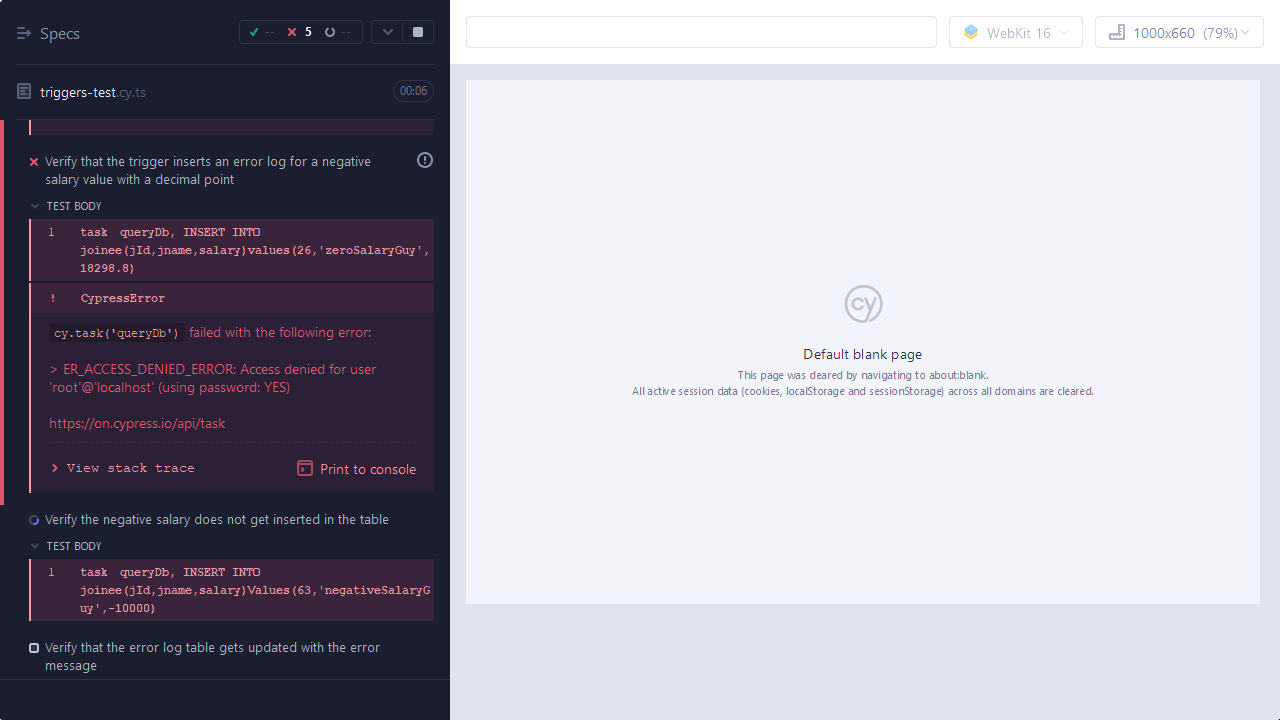 Specs
-- 5 --
triggers-test.cy.ts
00:06
Verify that the trigger inserts an error log for a negative
salary value with a decimal point
TEST BODY
1 task queryDb, INSERT INTO
joinee(jId,jname,salary)values(26,'zeroSalaryGuy',
18298.8)
! CypressError
cy.task('queryDb') failed with the following error:
> ER_ACCESS_DENIED_ERROR: Access denied for user
'root'@'localhost' (using password: YES)
https://on.cypress.io/api/task
View stack trace
Print to console
Verify the negative salary does not get inserted in the table
TEST BODY
1 task queryDb, INSERT INTO
joinee(jId,jname,salary)Values(63,'negativeSalaryG
uy',-10000)
Verify that the error log table gets updated with the error
message
WebKit 16
1000x660 (79%)
cy
Default blank page
This page was cleared by navigating to about:blank.
All active session data (cookies, localStorage and sessionStorage) across all domains are cleared.